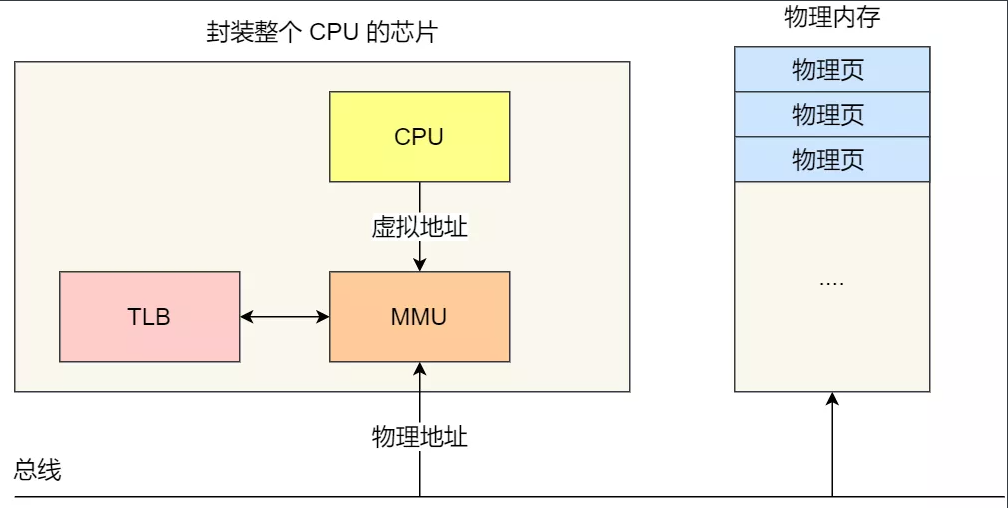 封装整个 CPU 的芯片
物理内存
物理页
物理页
物理页
CPU
虚拟地址
TLB
MMU
....
物理地址
总线